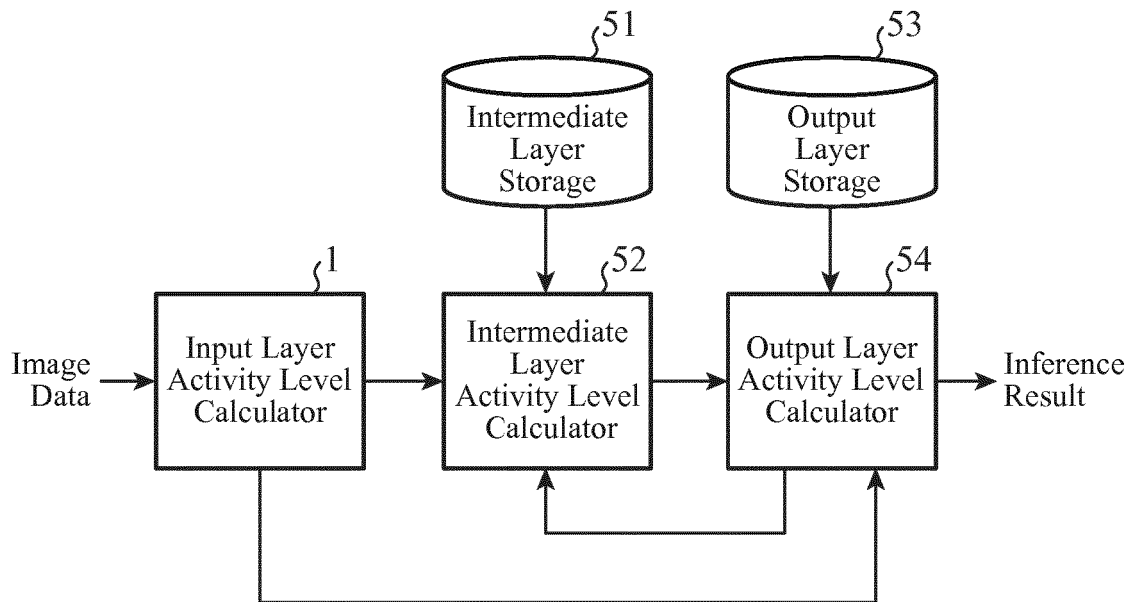 51
53
Intermediate
Layer
Storage
Output
Layer
Storage
1
52
54
Image
Data
Input Layer
Activity Level
Calculator
Intermediate
Layer
Activity Level
Calculator
Output Layer
Activity Level
Calculator
Inference
Result